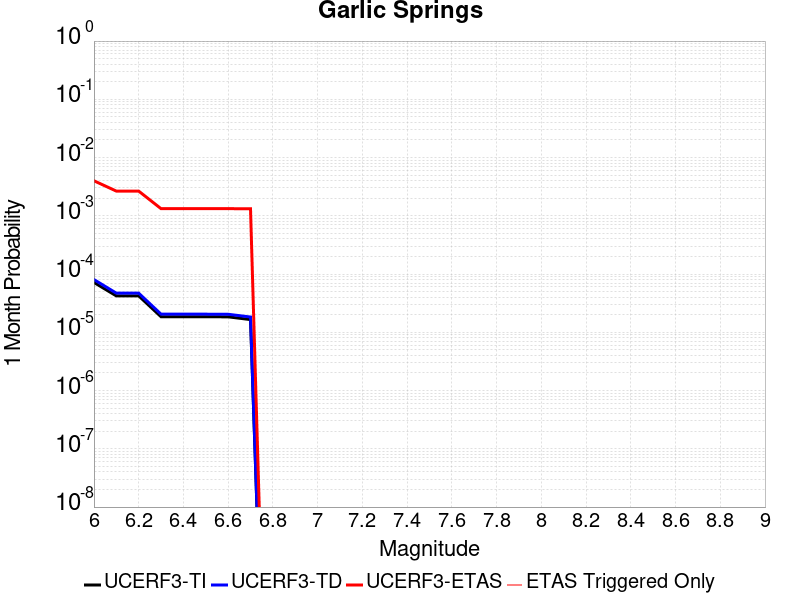 Garlic Springs
10^0
10^-1
10^-2
10^-3
10^-4
10^-5
10^-6
10^-7
10^-8
1 Month Probability
6 6.2 6.4 6.6 6.8 7 7.2 7.4 7.6 7.8 8 8.2 8.4 8.6 8.8 9
Magnitude
UCERF3-TI UCERF3-TD UCERF3-ETAS ETAS Triggered Only